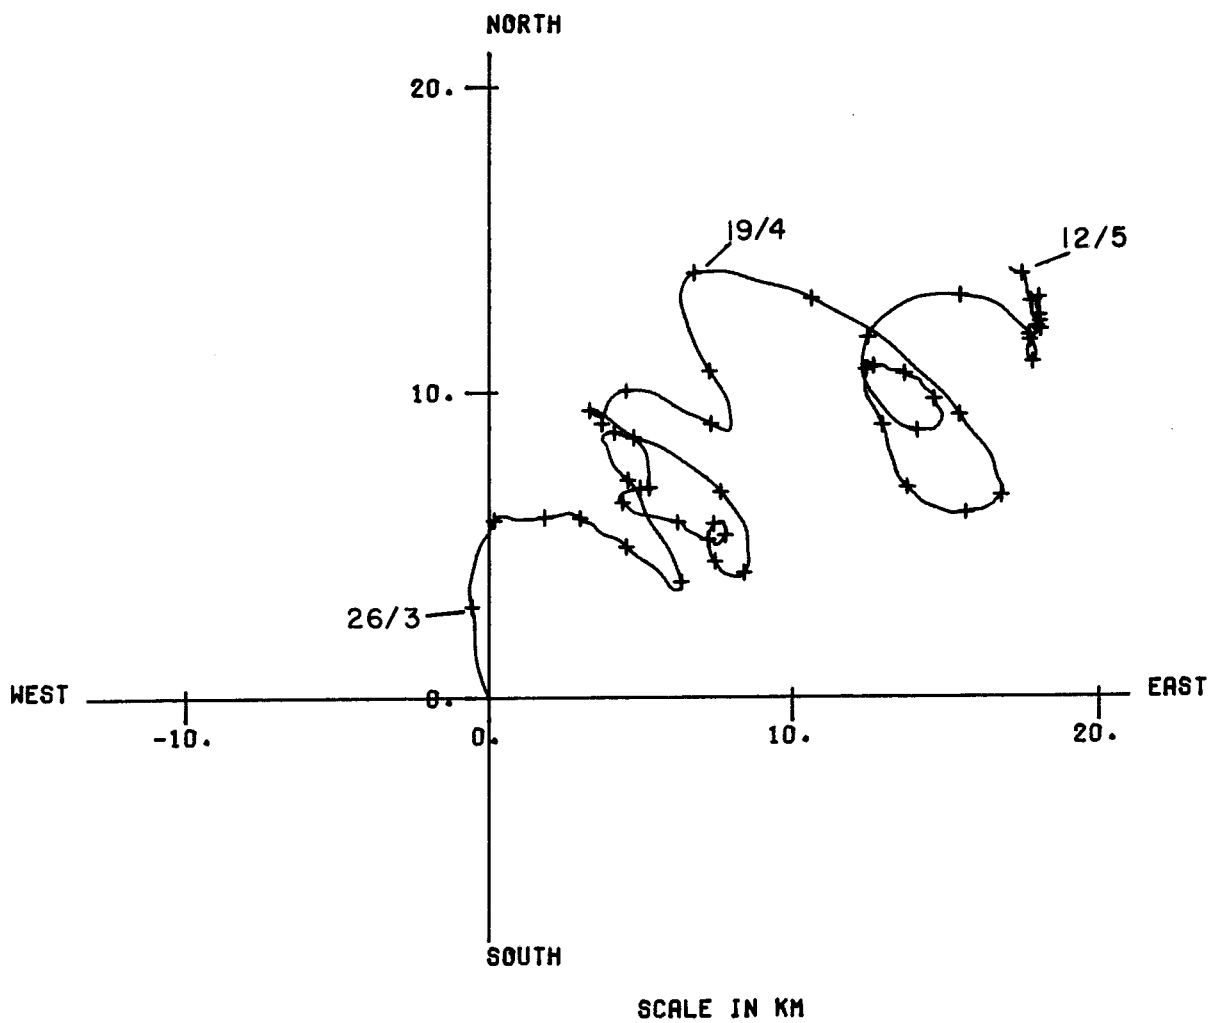 NORTH
20.
19/4
12/5
10.
26/3
WEST
0.
EAST
-10.
0.
10.
20.
SOUTH
SCALE IN KM